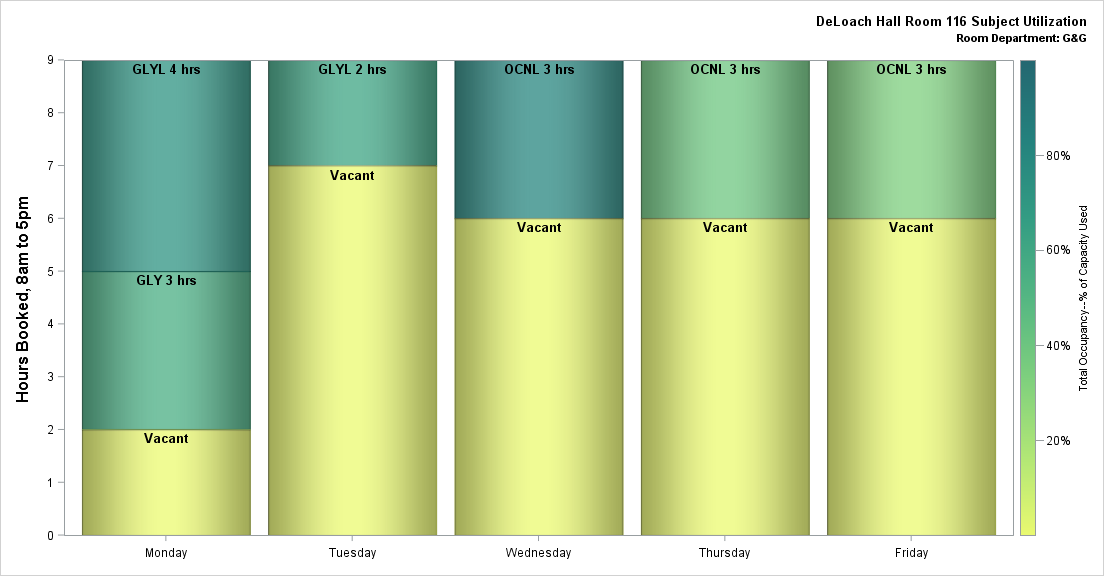 DeLoach Hall Room 116 Subject Utilization
Room Department: G&G
Hours Booked, 8am to 5pm
9
8
7
6
5
4
3
2
1
0
GLYL 4 hrs
GLY 3 hrs
Vacant
GLYL 2 hrs
Vacant
OCNL 3 hrs
Vacant
OCNL 3 hrs
Vacant
OCNL 3 hrs
Vacant
Monday
Tuesday
Wednesday
Thursday
Friday
80%
60%
40%
20%
Total Occupancy--% of Capacity Used